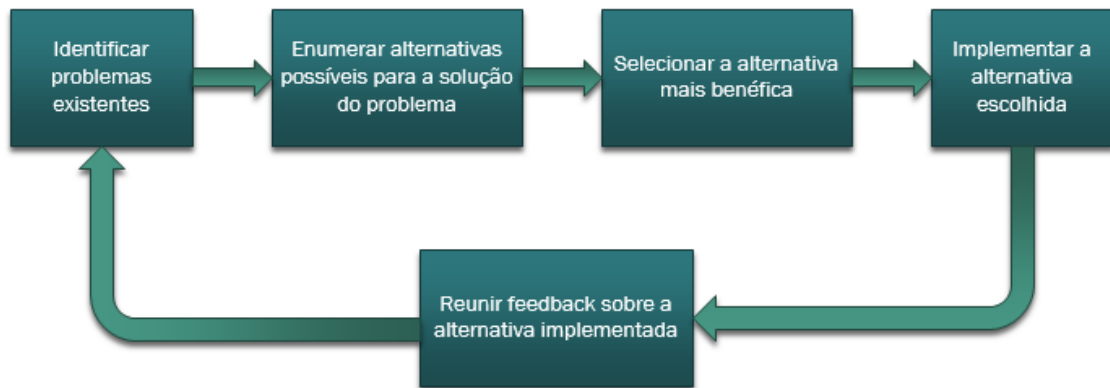 Identificar
problemas
existentes
Enumerar alternativas
possíveis para a solução
do problema
Selecionar a alternativa
mais benéfica
Implementar a
alternativa
escolhida
Reunir feedback sobre a
alternativa implementada